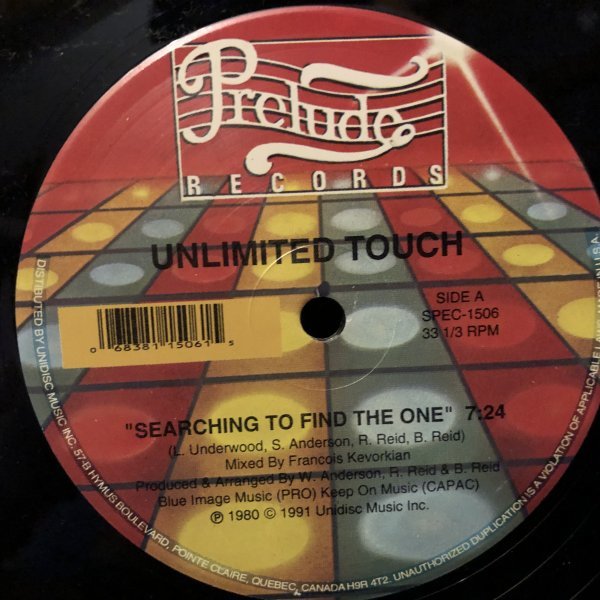 Prelude
RECORDS
UNLIMITED TOUCH
SIDE A
SPEC-1506
33 1/3 RPM
0 68381 15061 5
"SEARCHING TO FIND THE ONE" 7:24
(L. Underwood, S. Anderson, R. Reid, B. Reid)
Mixed By Francois Kevorkian
Produced & Arranged By W. Anderson, R. Reid & B. Reid
Blue Image Music (PRO) Keep On Music (CAPAC)
℗ 1980 © 1991 Unidisc Music Inc.
DISTRIBUTED BY UNIDISC MUSIC INC. 57-B HYMUS BOULEVARD, POINTE CLAIRE, QUEBEC, CANADA H9R 4T2. UNAUTHORIZED DUPLICATION IS A VIOLATION OF APPLICABLE LAWS. MADE IN U.S.A.